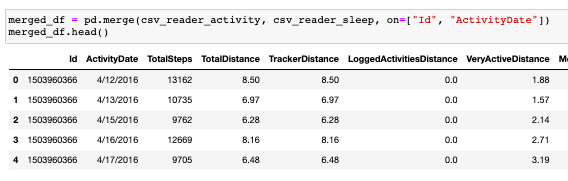 merged_df = pd.merge(csv_reader_activity, csv_reader_sleep, on=["Id", "ActivityDate"])
merged_df.head()
Id ActivityDate TotalSteps TotalDistance TrackerDistance LoggedActivitiesDistance VeryActiveDistance
0 1503960366 4/12/2016 13162 8.50 8.50 0.0 1.88
1 1503960366 4/13/2016 10735 6.97 6.97 0.0 1.57
2 1503960366 4/15/2016 9762 6.28 6.28 0.0 2.14
3 1503960366 4/16/2016 12669 8.16 8.16 0.0 2.71
4 1503960366 4/17/2016 9705 6.48 6.48 0.0 3.19